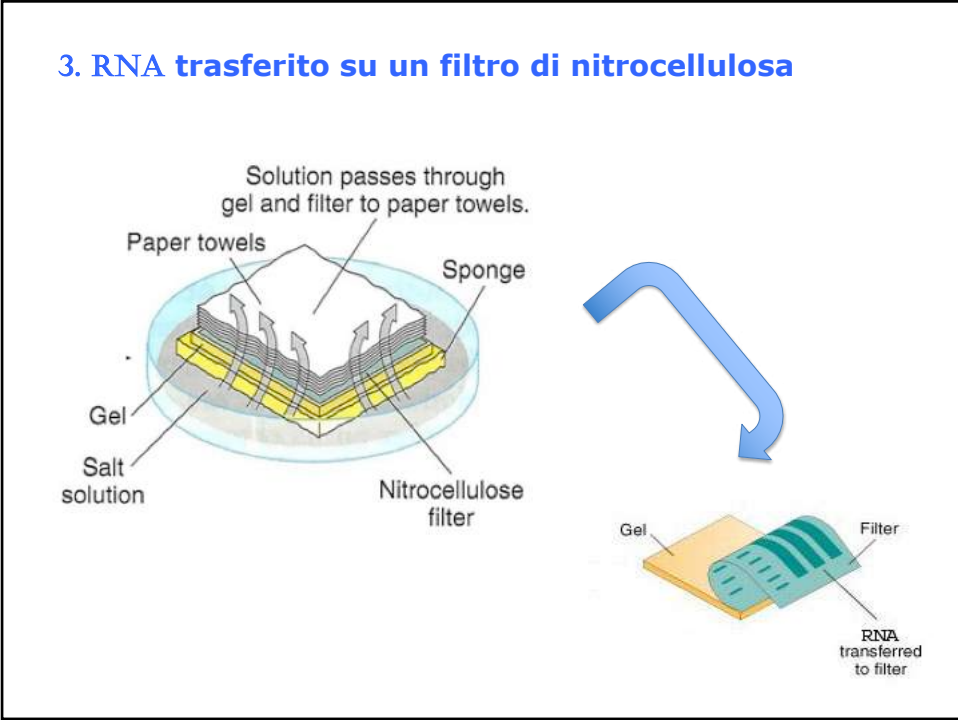 3. RNA trasferito su un filtro di nitrocellulosa
Solution passes through
gel and filter to paper towels.
Paper towels
Sponge
Gel
Salt
solution
Nitrocellulose
filter
Gel
Filter
RNA
transferred
to filter